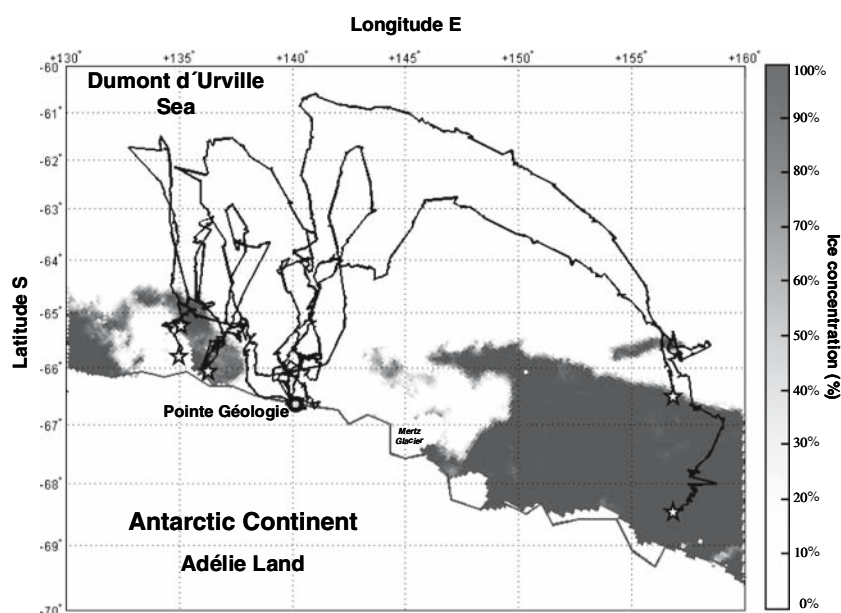 Longitude E
+130° +135° +140° +145° +150° +155° +160°
-60
-61°
-62°
-63°
-64°
-65°
-66°
-67°
-68°
-69°
-70°
Latitude S
Dumont d´Urville
Sea
Pointe Géologie
Mertz
Glacier
Antarctic Continent
Adélie Land
100%
90%
80%
70%
60%
50%
40%
30%
20%
10%
0%
Ice concentration (%)